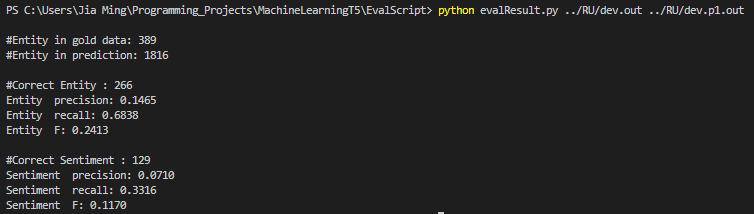 PS C:\Users\Jia Ming\Programming_Projects\MachineLearningT5\EvalScript> python evalResult.py ../RU/dev.out ../RU/dev.p1.out
#Entity in gold data: 389
#Entity in prediction: 1816
#Correct Entity : 266
Entity  precision: 0.1465
Entity  recall: 0.6838
Entity  F: 0.2413
#Correct Sentiment : 129
Sentiment  precision: 0.0710
Sentiment  recall: 0.3316
Sentiment  F: 0.1170